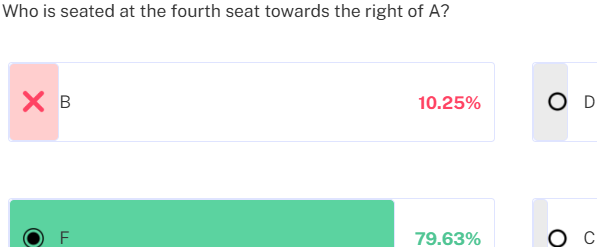 Who is seated at the fourth seat towards the right of A?
B 10.25% D
F 79.63% C